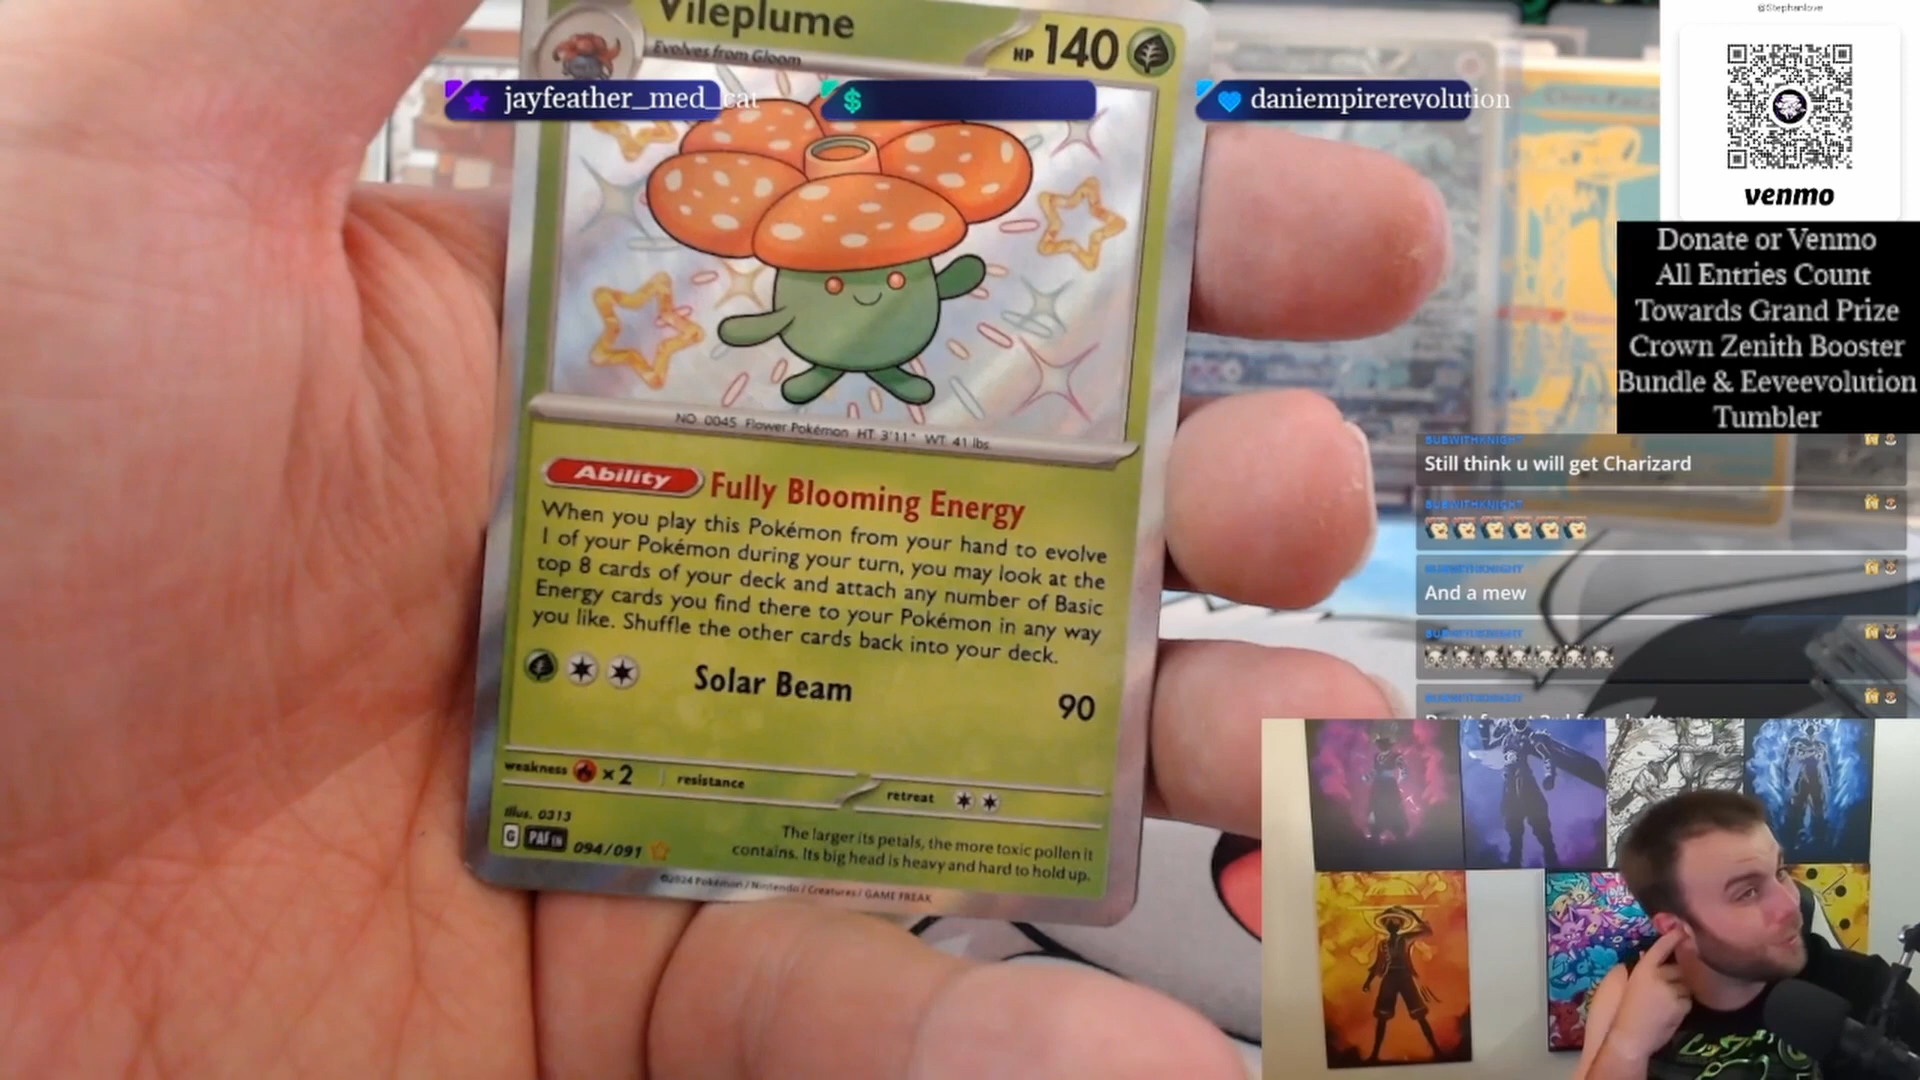 Vileplume
HP 140
Evolves from Gloom
jayfeather_med_cat
$
daniempirerevolution
@Stephanlove
venmo
Donate or Venmo
All Entries Count
Towards Grand Prize
Crown Zenith Booster
Bundle & Eeveevolution
Tumbler
NO. 0045 Flower Pokémon HT 3'11" WT 41 lbs.
Ability Fully Blooming Energy
When you play this Pokémon from your hand to evolve
1 of your Pokémon during your turn, you may look at the
top 8 cards of your deck and attach any number of Basic
Energy cards you find there to your Pokémon in any way
you like. Shuffle the other cards back into your deck.
Solar Beam 90
weakness ×2 resistance retreat
Illus. 0313
G PAF EN 094/091
The larger its petals, the more toxic pollen it
contains. Its big head is heavy and hard to hold up.
©2024 Pokémon / Nintendo / Creatures / GAME FREAK
BUBWITHKNIGHT
Still think u will get Charizard
BUBWITHKNIGHT
BUBWITHKNIGHT
And a mew
BUBWITHKNIGHT
BUBWITHKNIGHT